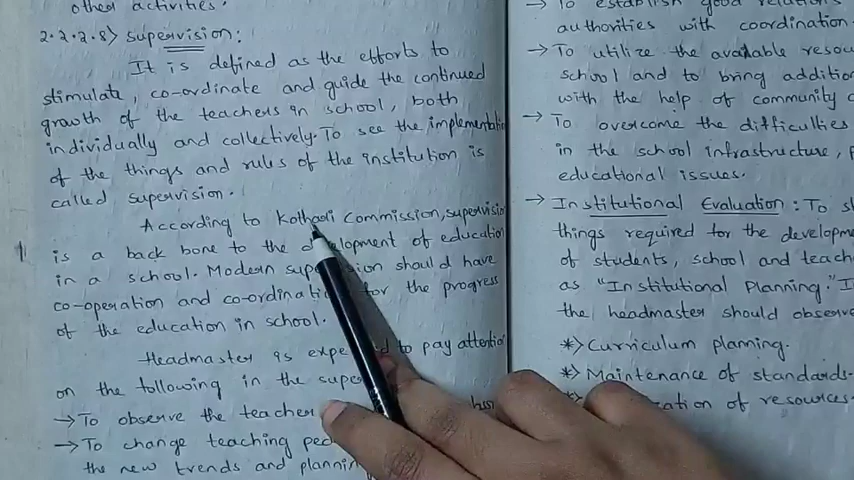 other activities.
2.2.2.8> Supervision:
It is defined as the efforts to
stimulate, co-ordinate and guide the continued
growth of the teachers in school, both
individually and collectively. To see the implementati
of the things and rules of the institution is
called supervision.
According to Kothari Commission, supervision
is a back bone to the development of education
in a school. Modern supervision should have
co-operation and co-ordination for the progress
of the education in school.
Headmaster is expected to pay attention
on the following in the
→ To observe the teacher
→ To change teaching
the new trends and planning
→ To establish good relations
authorities with coordination.
→ To utilize the available resou
school and to bring addition
with the help of community
→ To overcome the difficulties
in the school infrastructure,
educational issues.
→ Institutional Evaluation: To
things required for the developme
of students, school and teach
as "Institutional Planning."
the headmaster should observe
*> Curriculum planning.
*> Maintenance of standards.
of resources.